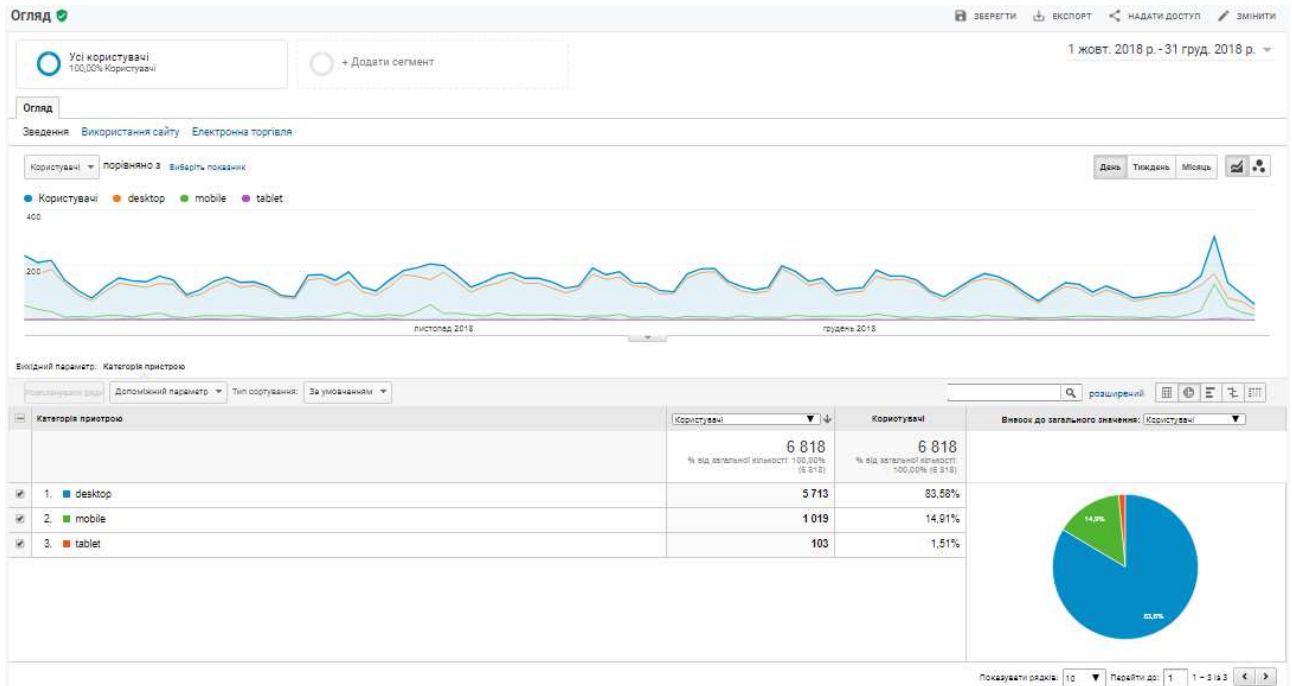 Огляд
ЗБЕРЕГТИ ЕКСПОРТ НАДАТИ ДОСТУП ЗМІНИТИ
Усі користувачі
100,00% Користувачі
+ Додати сегмент
1 жовт. 2018 р. - 31 груд. 2018 р.
Огляд
Зведення Використання сайту Електронна торгівля
Користувачі порівняно з Виберіть показник
День Тиждень Місяць
Користувачі desktop mobile tablet
400
200
листопад 2018 грудень 2018
Вихідний параметр: Категорія пристрою
Допоміжний параметр Тип сортування: За умовчанням
розширений
Категорія пристрою Користувачі Користувачі Внесок до загального значення: Користувачі
6 818 6 818
% від загальної кількості: 100,00% (6 818) % від загальної кількості: 100,00% (6 818)
1. desktop 5 713 83,58%
2. mobile 1 019 14,91%
3. tablet 103 1,51%
14,9%
83,6%
Показувати рядків: 10 Перейти до: 1 1 – 3 із 3